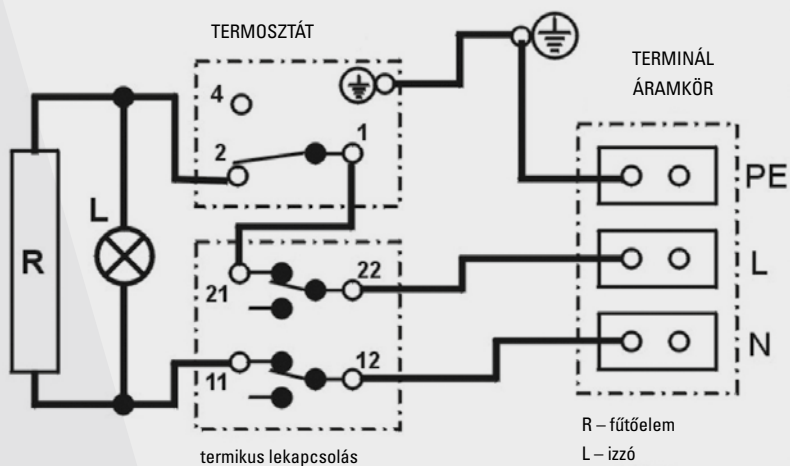 TERMOSZTÁT
TERMINÁL
ÁRAMKÖR
4
2
1
PE
L
R
21
22
L
11
12
N
termikus lekapcsolás
R – fűtőelem
L – izzó